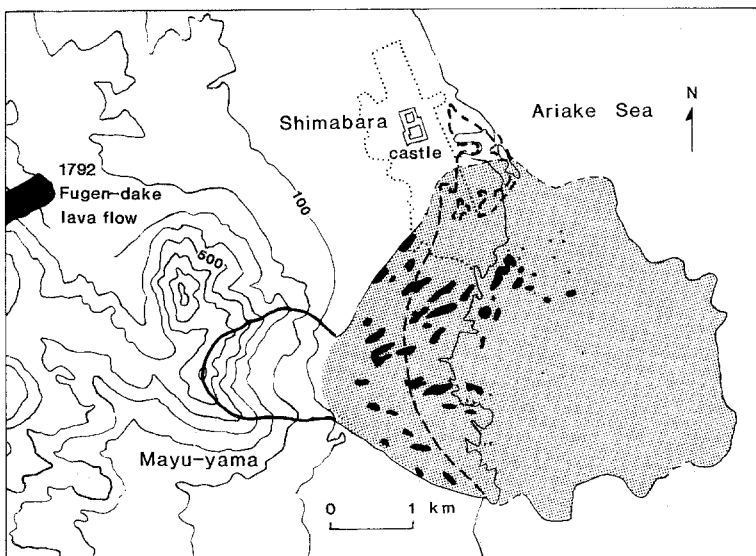 Shimabara
castle
Ariake Sea
N
1792
Fugen-dake
lava flow
100
500
Mayu-yama
0 1 km